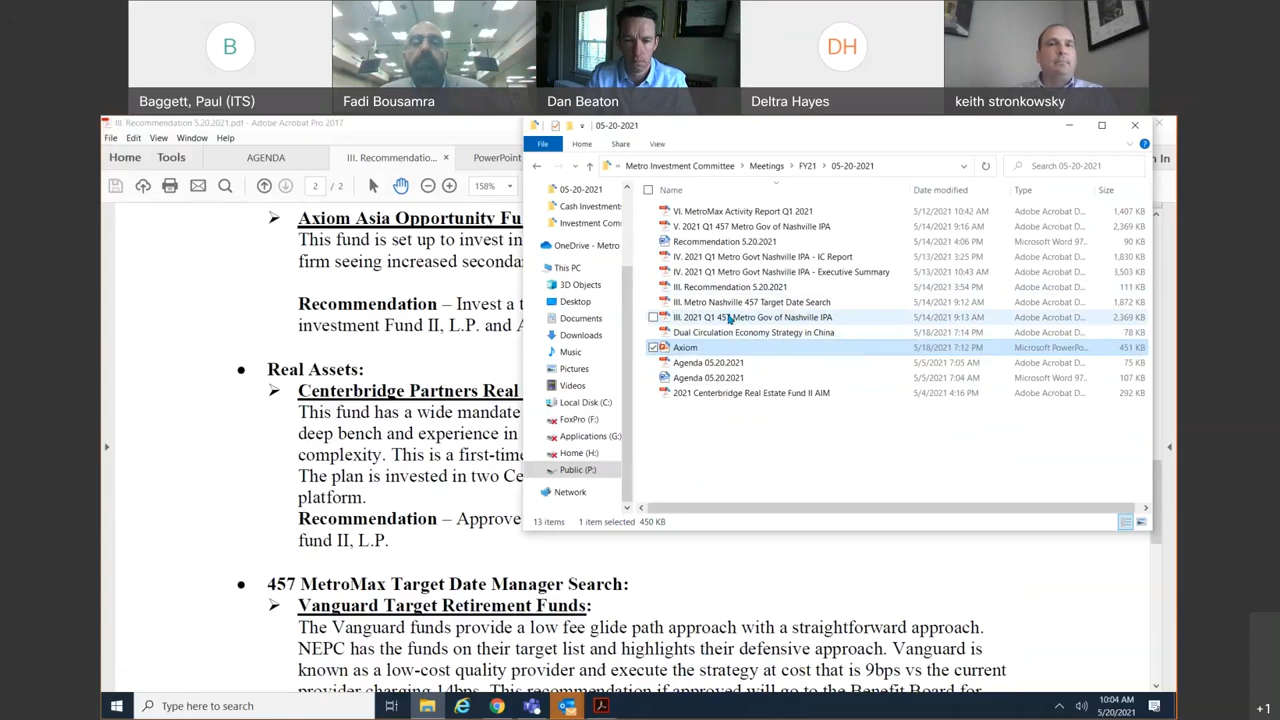 B
DH
Baggett, Paul (ITS)
Fadi Bousamra
Dan Beaton
Deltra Hayes
keith stronkowsky
III. Recommendation 5.20.2021.pdf - Adobe Acrobat Pro 2017
File Edit View Window Help
Home Tools AGENDA III. Recommendatio... × PowerPoint
2 / 2 158%
Axiom Asia Opportunity Fu
This fund is set up to invest in
firm seeing increased seconda
Recommendation – Invest a t
investment Fund II, L.P. and A
Real Assets:
Centerbridge Partners Real
This fund has a wide mandate
deep bench and experience in
complexity. This is a first-time
The plan is invested in two Ce
platform.
Recommendation – Approve
fund II, L.P.
457 MetroMax Target Date Manager Search:
Vanguard Target Retirement Funds:
The Vanguard funds provide a low fee glide path approach with a straightforward approach.
NEPC has the funds on their target list and highlights their defensive approach. Vanguard is
known as a low-cost quality provider and execute the strategy at cost that is 9bps vs the current
provider charging 14bps. This recommendation if approved will go to the Benefit Board for
05-20-2021
File Home Share View
« Metro Investment Committee > Meetings > FY21 > 05-20-2021
Search 05-20-2021
n In
05-20-2021
Cash Investment
Investment Com
OneDrive - Metro
This PC
3D Objects
Desktop
Documents
Downloads
Music
Pictures
Videos
Local Disk (C:)
FoxPro (F:)
Applications (G:)
Home (H:)
Public (P:)
Network
Name Date modified Type Size
VI. MetroMax Activity Report Q1 2021 5/12/2021 10:42 AM Adobe Acrobat D... 1,407 KB
V. 2021 Q1 457 Metro Gov of Nashville IPA 5/14/2021 9:16 AM Adobe Acrobat D... 2,369 KB
Recommendation 5.20.2021 5/14/2021 4:06 PM Microsoft Word 97... 90 KB
IV. 2021 Q1 Metro Govt Nashville IPA - IC Report 5/13/2021 3:25 PM Adobe Acrobat D... 1,830 KB
IV. 2021 Q1 Metro Govt Nashville IPA - Executive Summary 5/13/2021 10:43 AM Adobe Acrobat D... 3,503 KB
III. Recommendation 5.20.2021 5/14/2021 3:54 PM Adobe Acrobat D... 113 KB
III. Metro Nashville 457 Target Date Search 5/14/2021 9:12 AM Adobe Acrobat D... 1,872 KB
III. 2021 Q1 457 Metro Gov of Nashville IPA 5/14/2021 9:13 AM Adobe Acrobat D... 2,369 KB
Dual Circulation Economy Strategy in China 5/18/2021 7:14 PM Adobe Acrobat D... 78 KB
Axiom 5/18/2021 7:12 PM Microsoft PowerPo... 451 KB
Agenda 05.20.2021 5/5/2021 7:05 AM Adobe Acrobat D... 75 KB
Agenda 05.20.2021 5/5/2021 7:04 AM Microsoft Word 97... 107 KB
2021 Centerbridge Real Estate Fund II AIM 5/4/2021 4:16 PM Adobe Acrobat D... 292 KB
13 items 1 item selected 450 KB
Type here to search
10:04 AM
5/20/2021
+1